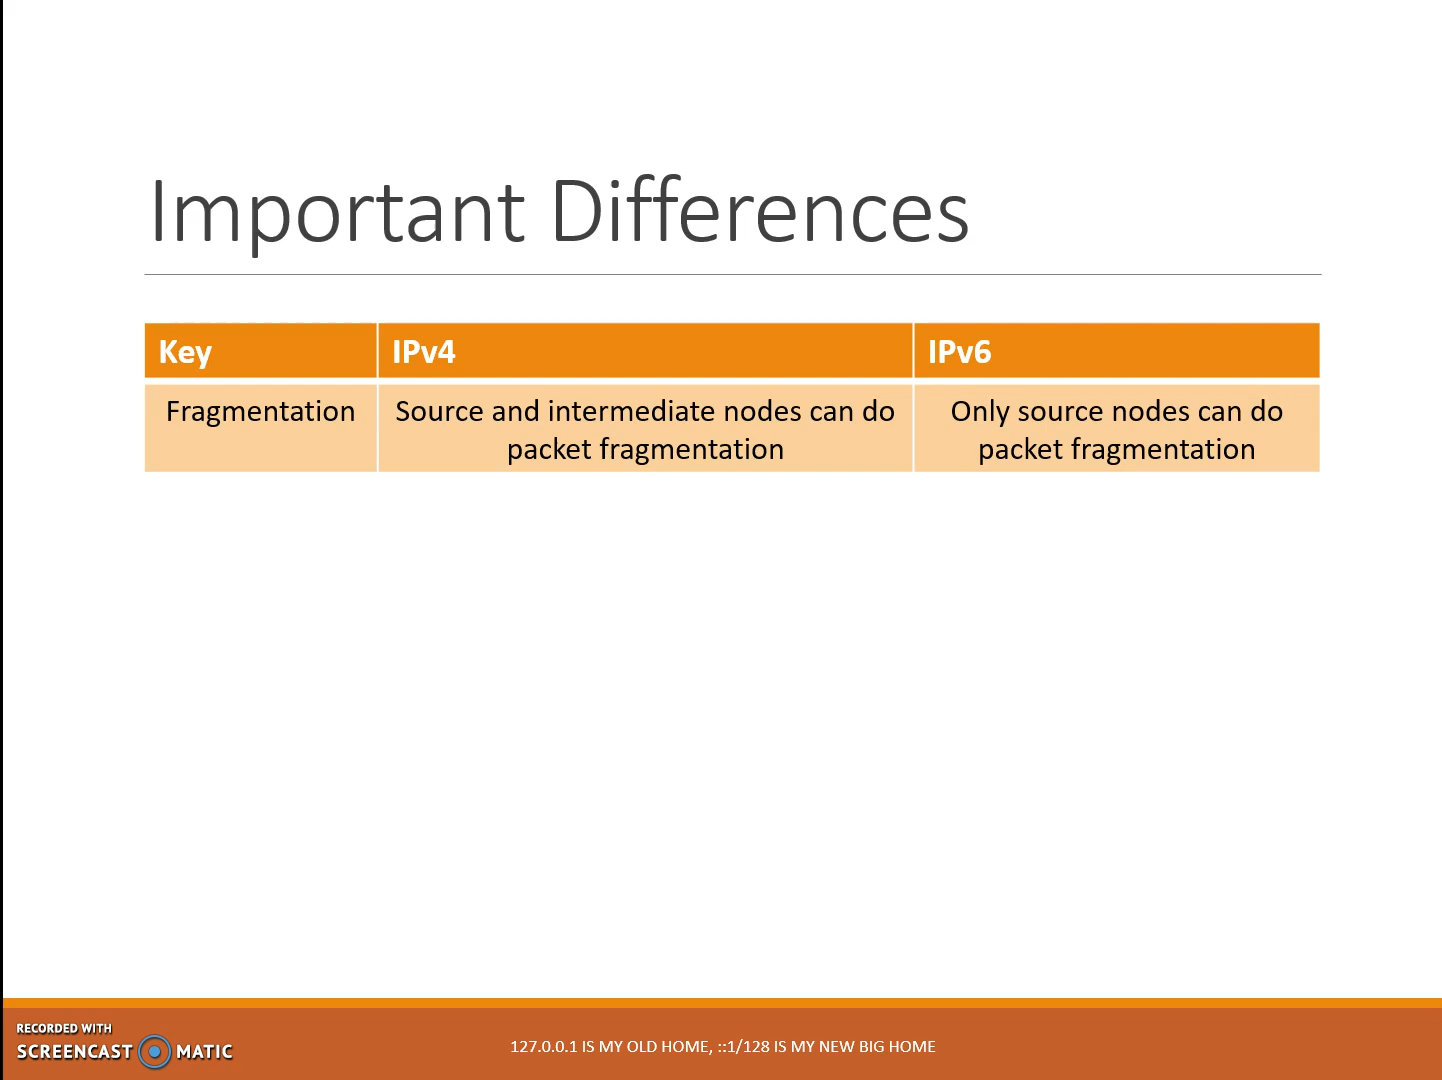 Important Differences
Key IPv4 IPv6
Fragmentation Source and intermediate nodes can do packet fragmentation Only source nodes can do packet fragmentation
RECORDED WITH
SCREENCAST MATIC
127.0.0.1 IS MY OLD HOME, ::1/128 IS MY NEW BIG HOME